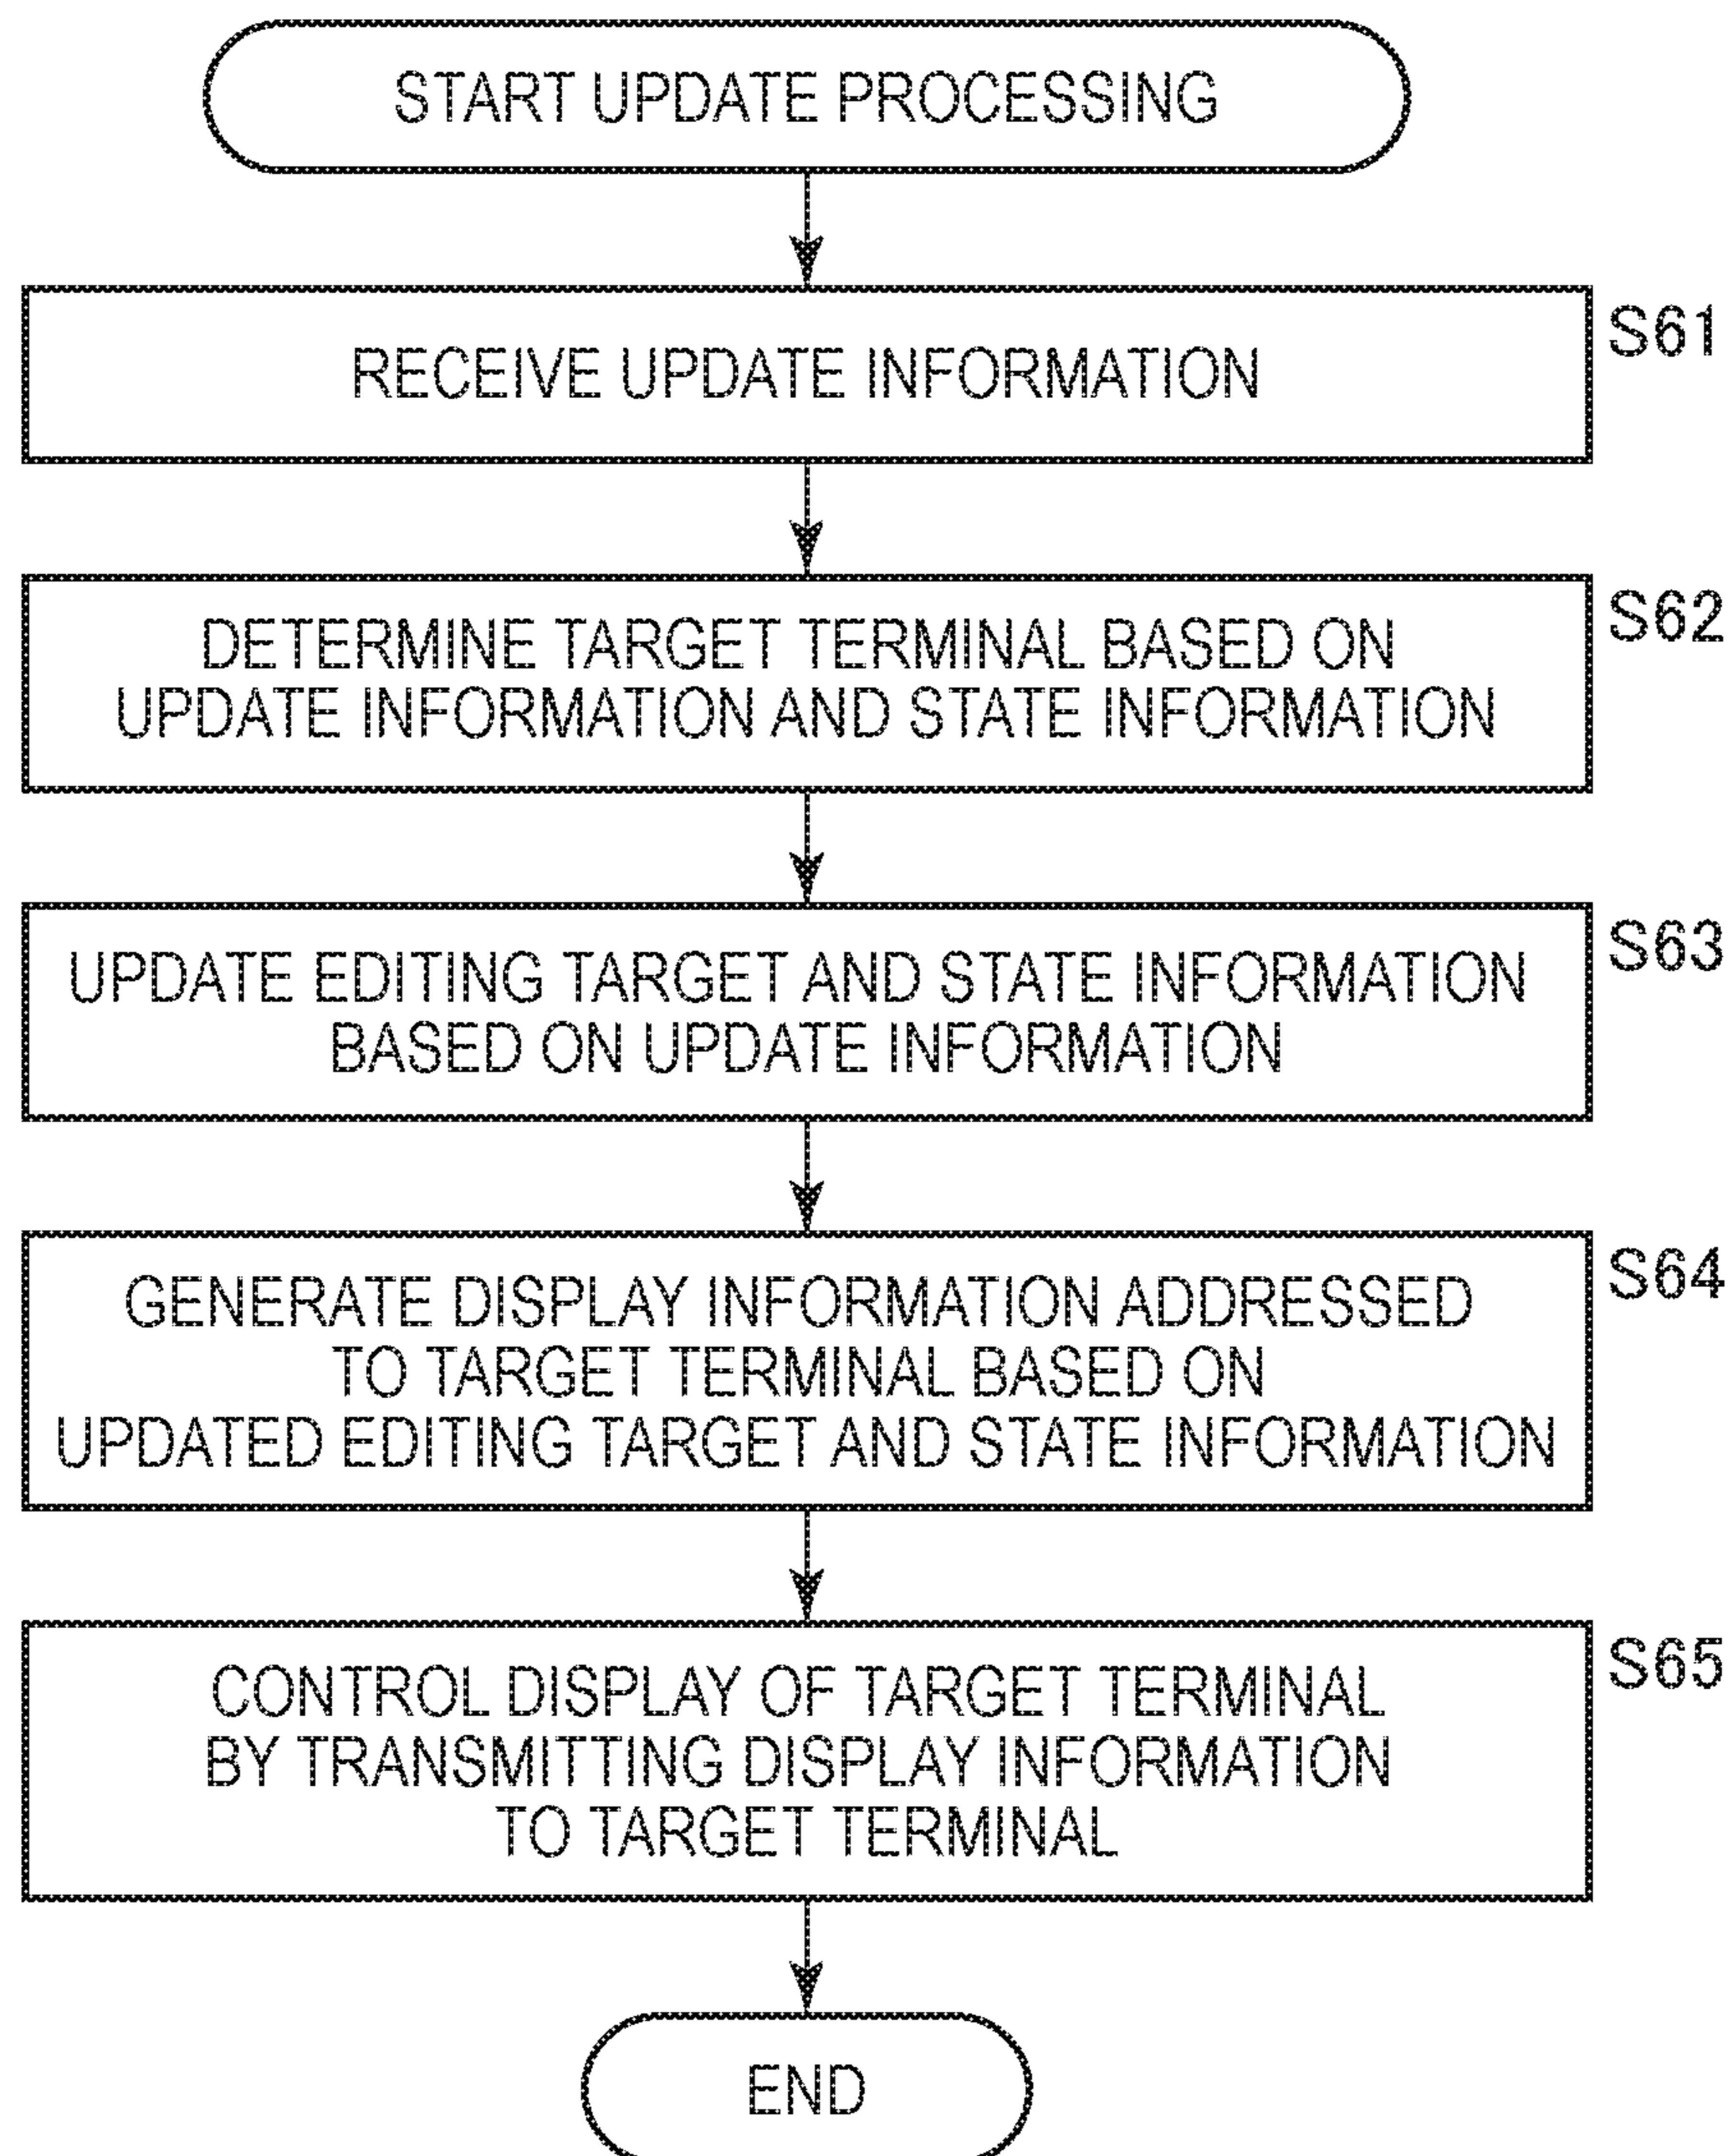 START UPDATE PROCESSING
S61
RECEIVE UPDATE INFORMATION
S62
DETERMINE TARGET TERMINAL BASED ON
UPDATE INFORMATION AND STATE INFORMATION
S63
UPDATE EDITING TARGET AND STATE INFORMATION
BASED ON UPDATE INFORMATION
S64
GENERATE DISPLAY INFORMATION ADDRESSED
TO TARGET TERMINAL BASED ON
UPDATED EDITING TARGET AND STATE INFORMATION
S65
CONTROL DISPLAY OF TARGET TERMINAL
BY TRANSMITTING DISPLAY INFORMATION
TO TARGET TERMINAL
END